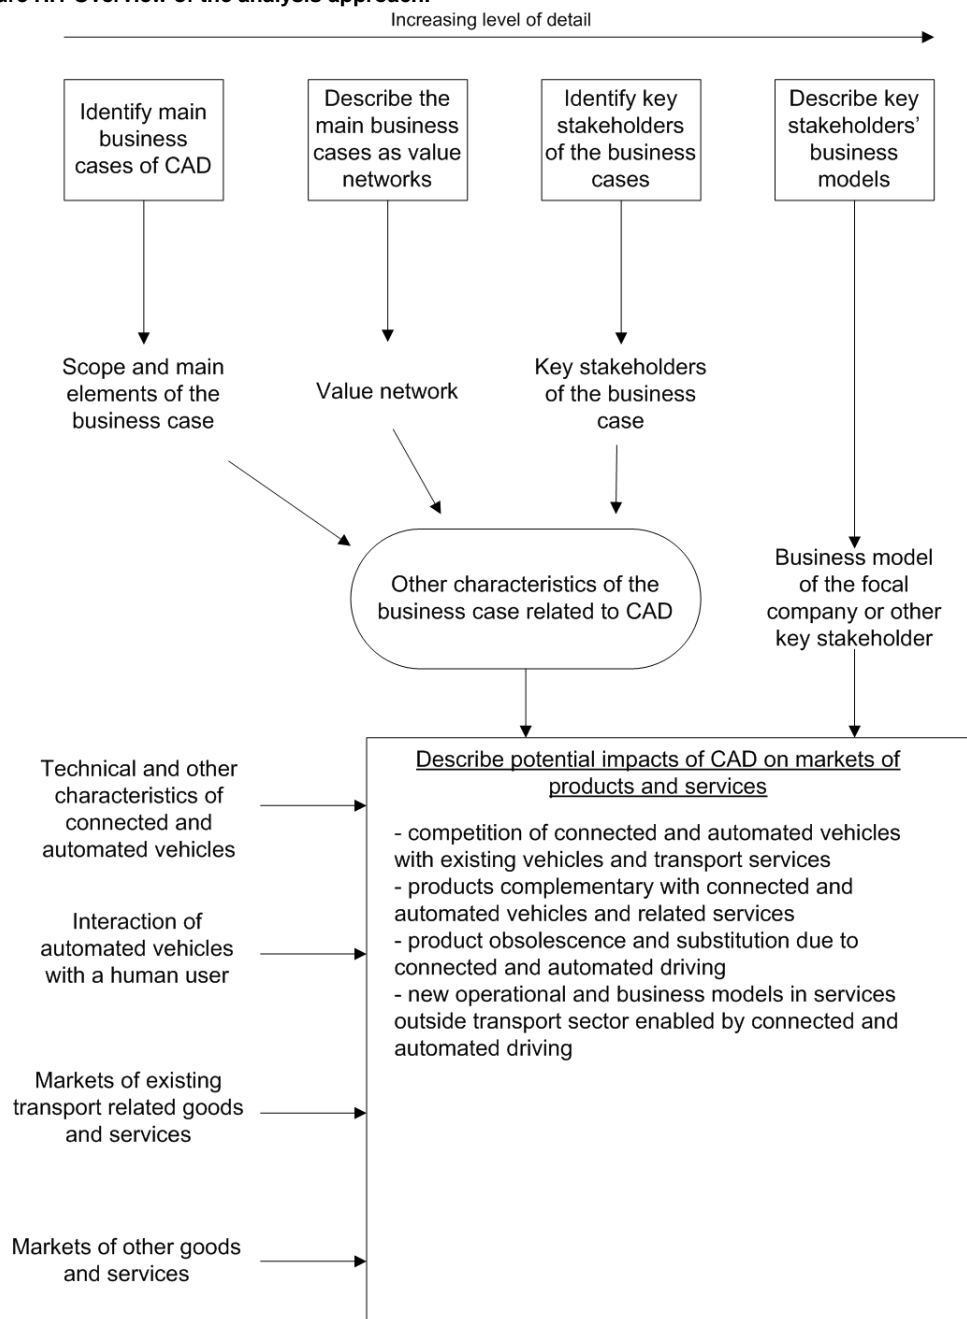 Overview of the analysis approach.
Increasing level of detail
Identify main
business
cases of CAD
Describe the
main business
cases as value
networks
Identify key
stakeholders
of the business
cases
Describe key
stakeholders’
business
models
Scope and main
elements of the
business case
Value network
Key stakeholders
of the business
case
Other characteristics of the
business case related to CAD
Business model
of the focal
company or other
key stakeholder
Technical and other
characteristics of
connected and
automated vehicles
Interaction of
automated vehicles
with a human user
Markets of existing
transport related goods
and services
Markets of other goods
and services
Describe potential impacts of CAD on markets of
products and services
- competition of connected and automated vehicles
with existing vehicles and transport services
- products complementary with connected and
automated vehicles and related services
- product obsolescence and substitution due to
connected and automated driving
- new operational and business models in services
outside transport sector enabled by connected and
automated driving